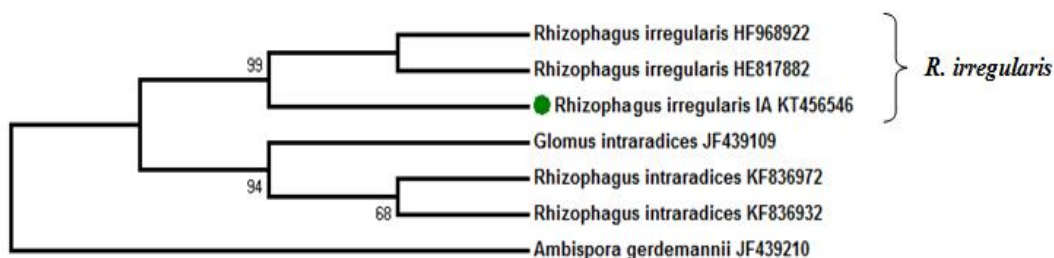 Rhizophagus irregularis HF968922
Rhizophagus irregularis HE817882
Rhizophagus irregularis IA KT456546
Glomus intraradices JF439109
Rhizophagus intraradices KF836972
Rhizophagus intraradices KF836932
Ambispora gerdemannii JF439210
99
94
68
R. irregularis